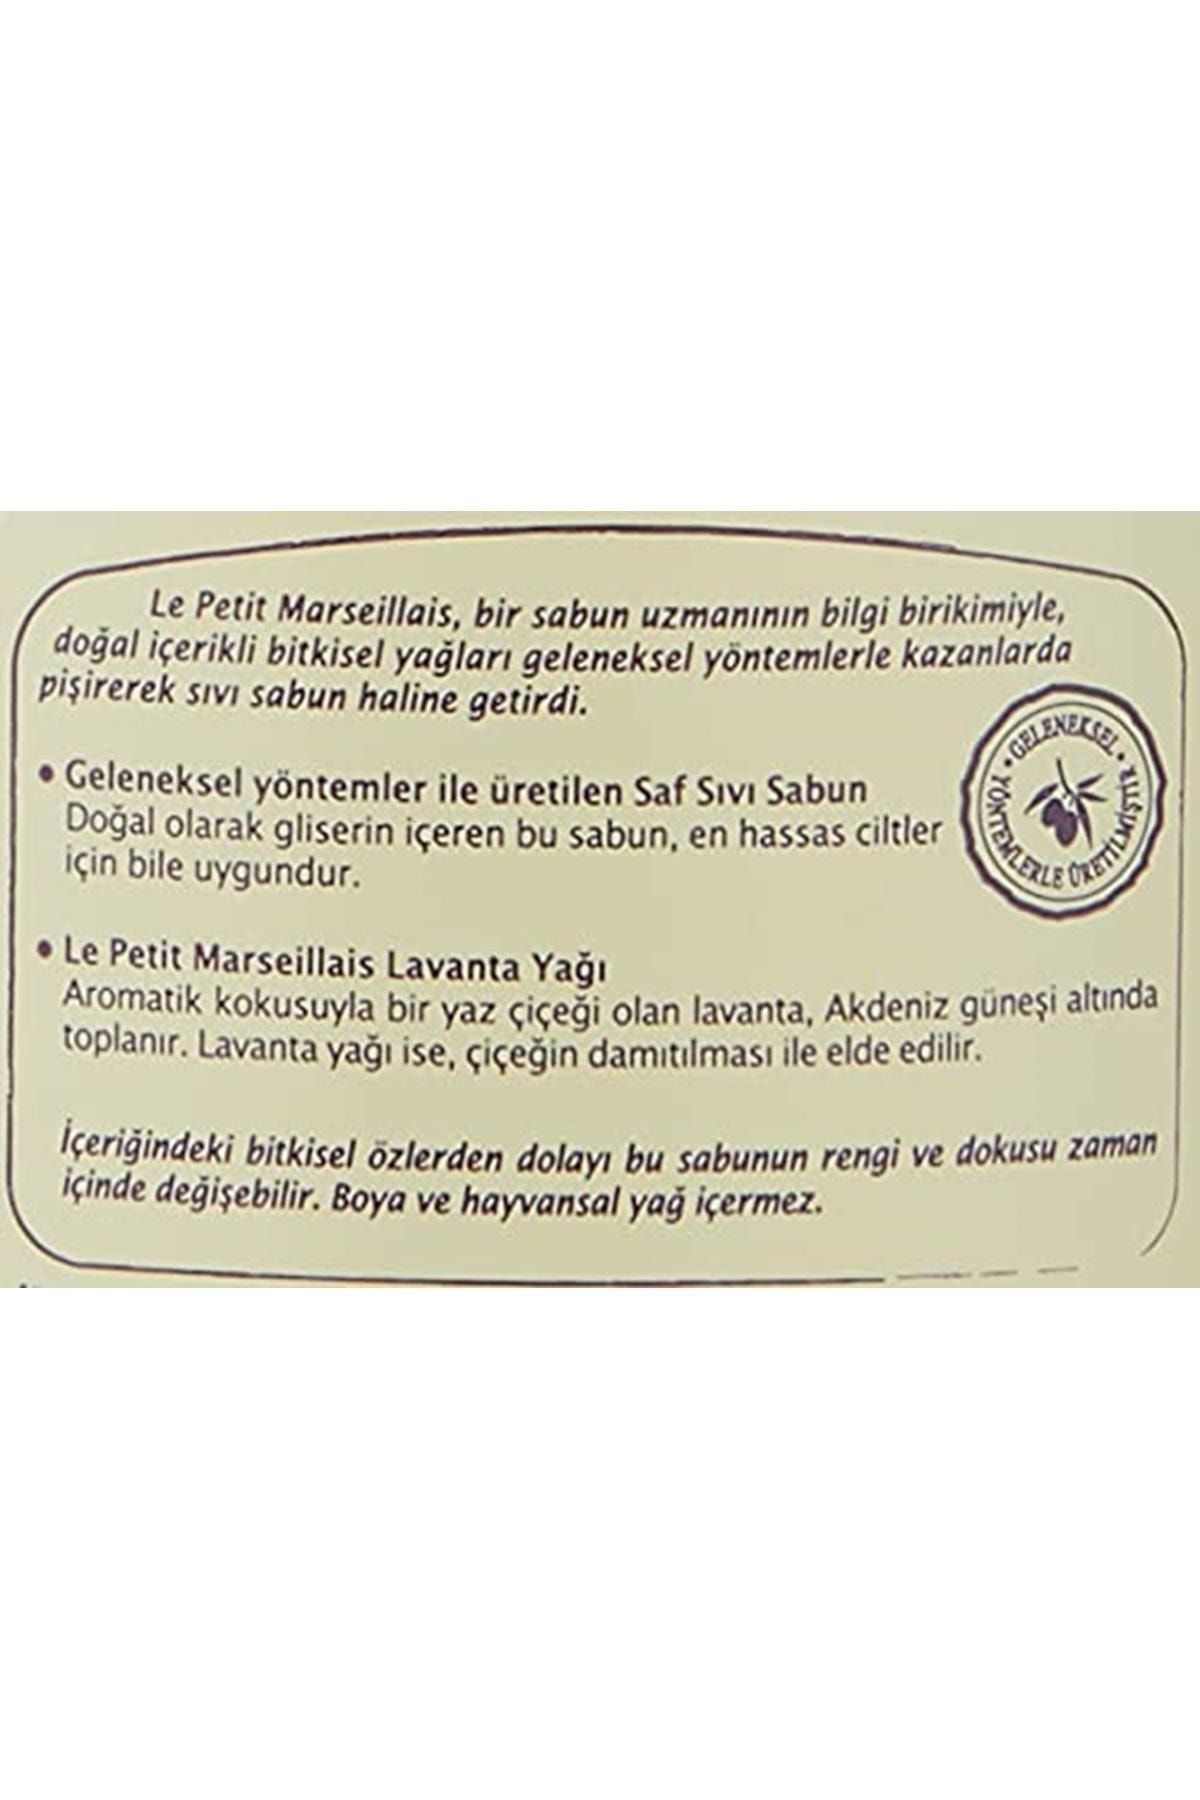 Le Petit Marseillais, bir sabun uzmanının bilgi birikimiyle,
doğal içerikli bitkisel yağları geleneksel yöntemlerle kazanlarda
pişirerek sıvı sabun haline getirdi.
• Geleneksel yöntemler ile üretilen Saf Sıvı Sabun
Doğal olarak gliserin içeren bu sabun, en hassas ciltler
için bile uygundur.
• GELENEKSEL •
YÖNTEMLERLE ÜRETİLMİŞTİR
• Le Petit Marseillais Lavanta Yağı
Aromatik kokusuyla bir yaz çiçeği olan lavanta, Akdeniz güneşi altında
toplanır. Lavanta yağı ise, çiçeğin damıtılması ile elde edilir.
İçeriğindeki bitkisel özlerden dolayı bu sabunun rengi ve dokusu zaman
içinde değişebilir. Boya ve hayvansal yağ içermez.